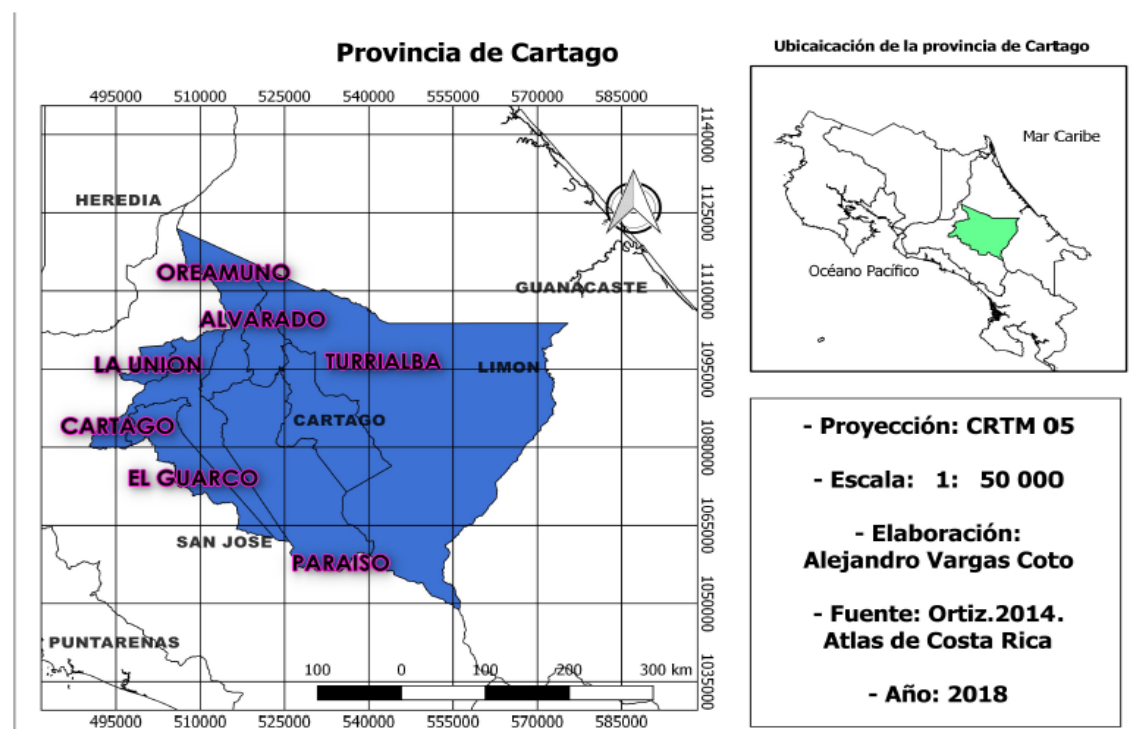 Provincia de Cartago
495000 510000 525000 540000 555000 570000 585000
1140000
1125000
1110000
1095000
1080000
1065000
1050000
1035000
HEREDIA
OREAMUNO
GUANACASTE
ALVARADO
LA UNION
TURRIALBA
LIMON
CARTAGO
CARTAGO
EL GUARCO
SAN JOSE
PARAISO
PUNTARENAS
100 0 100 200 300 km
495000 510000 525000 540000 555000 570000 585000
Ubicaicación de la provincia de Cartago
Mar Caribe
Océano Pacífico
- Proyección: CRTM 05
- Escala: 1: 50 000
- Elaboración:
Alejandro Vargas Coto
- Fuente: Ortiz.2014.
Atlas de Costa Rica
- Año: 2018